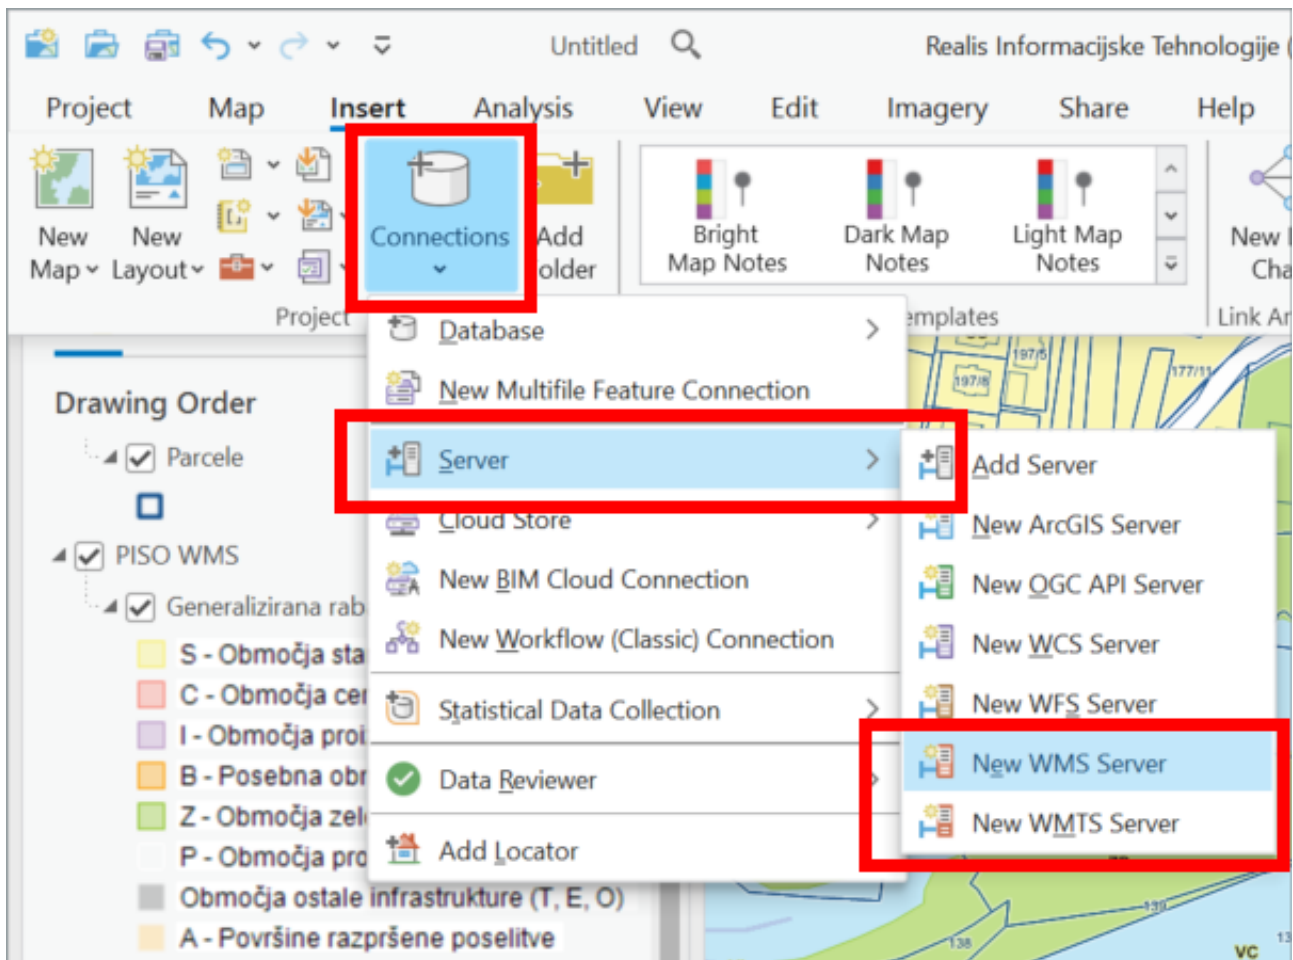 Untitled
Realis Informacijske Tehnologije (
Project Map Insert Analysis View Edit Imagery Share Help
New Map
New Layout
Connections
Add
older
Bright Map Notes
Dark Map Notes
Light Map Notes
New
Cha
Project
emplates
Link Ar
Database
New Multifile Feature Connection
Server
Cloud Store
New BIM Cloud Connection
New Workflow (Classic) Connection
Statistical Data Collection
Data Reviewer
Add Locator
Add Server
New ArcGIS Server
New OGC API Server
New WCS Server
New WFS Server
New WMS Server
New WMTS Server
Drawing Order
Parcele
PISO WMS
Generalizirana rab
S - Območja sta
C - Območja cer
I - Območja proi
B - Posebna obr
Z - Območja zel
P - Območja pro
Območja ostale infrastrukture (T, E, O)
A - Površine razpršene poselitve
197/5
197/8
177/11
139
138
13
VC